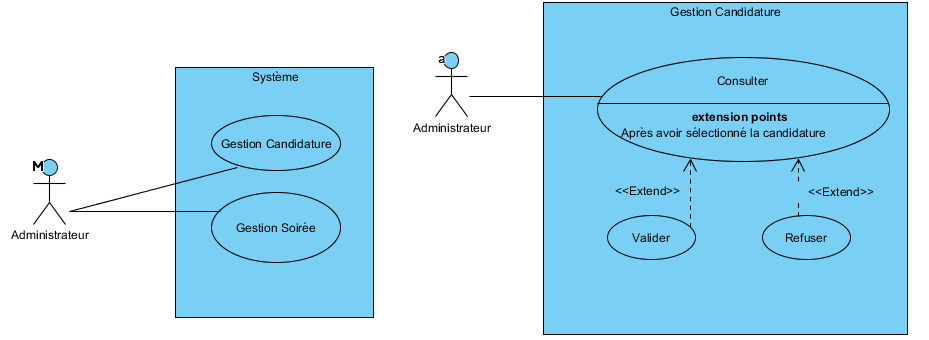 Système
Gestion Candidature
Gestion Soirée
M
Administrateur
Gestion Candidature
a
Administrateur
Consulter
extension points
Après avoir sélectionné la candidature
<<Extend>>
<<Extend>>
Valider
Refuser